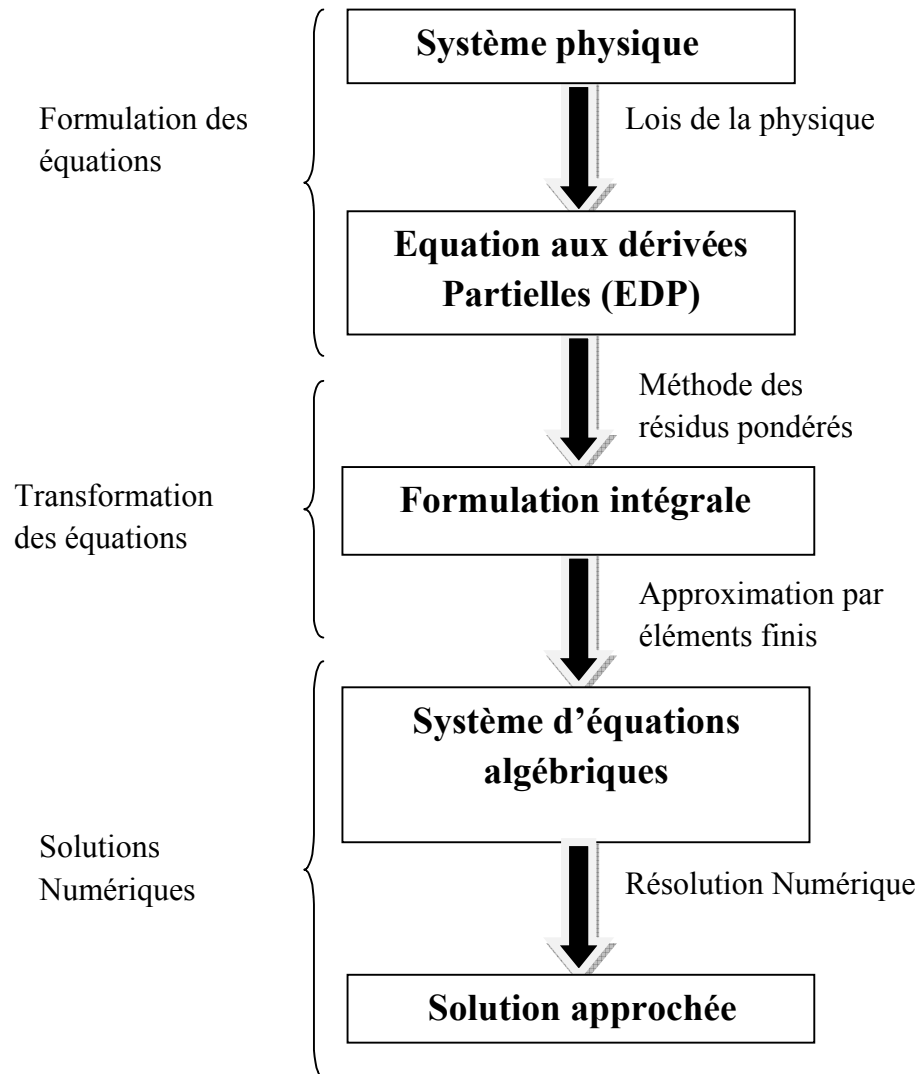 Système physique
Formulation des
équations
Lois de la physique
Equation aux dérivées
Partielles (EDP)
Méthode des
résidus pondérés
Transformation
des équations
Formulation intégrale
Approximation par
éléments finis
Système d’équations
algébriques
Solutions
Numériques
Résolution Numérique
Solution approchée